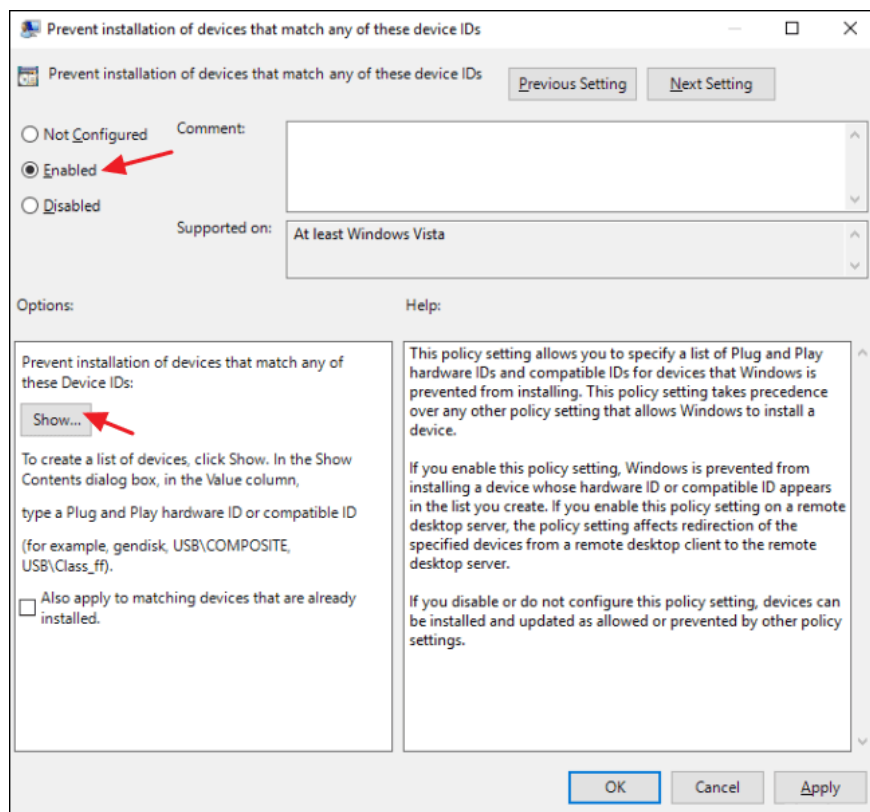 Prevent installation of devices that match any of these device IDs
Prevent installation of devices that match any of these device IDs
Previous Setting
Next Setting
Not Configured
Comment:
Enabled
Disabled
Supported on:
At least Windows Vista
Options:
Help:
Prevent installation of devices that match any of
these Device IDs:
Show...
To create a list of devices, click Show. In the Show
Contents dialog box, in the Value column,
type a Plug and Play hardware ID or compatible ID
(for example, gendisk, USB\COMPOSITE,
USB\Class_ff).
Also apply to matching devices that are already
installed.
This policy setting allows you to specify a list of Plug and Play
hardware IDs and compatible IDs for devices that Windows is
prevented from installing. This policy setting takes precedence
over any other policy setting that allows Windows to install a
device.
If you enable this policy setting, Windows is prevented from
installing a device whose hardware ID or compatible ID appears
in the list you create. If you enable this policy setting on a remote
desktop server, the policy setting affects redirection of the
specified devices from a remote desktop client to the remote
desktop server.
If you disable or do not configure this policy setting, devices can
be installed and updated as allowed or prevented by other policy
settings.
OK
Cancel
Apply